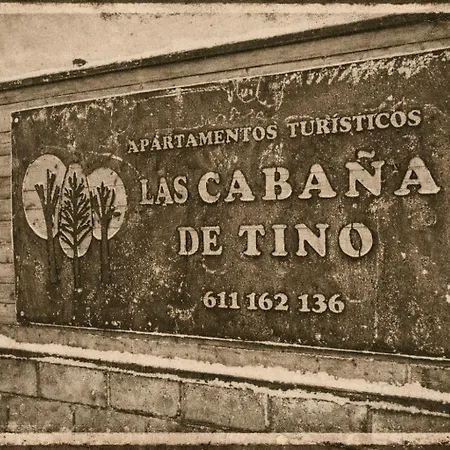 APARTAMENTOS TURÍSTICOS
LAS CABAÑA
DE TINO
611 162 136